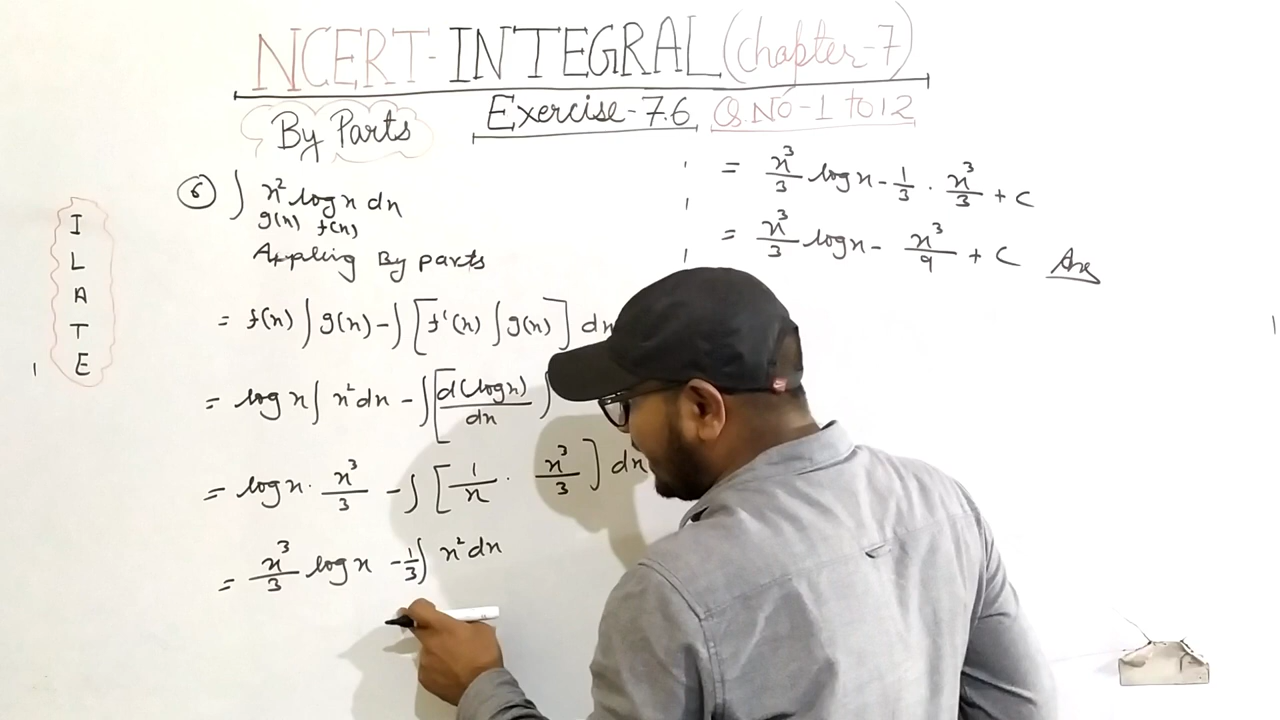 NCERT-INTEGRAL (Chapter-7)
By Parts
Exercise-7.6 Q.NO-1 to 12
I
L
A
T
E
⑥ ∫ x² log x dx
g(x) f(x)
Applying By parts
= f(x) ∫ g(x) - ∫ [f'(x) ∫ g(x)] dx
= log x ∫ x² dx - ∫ [d(log x)/dx ∫
= log x · x³/3 - ∫ [1/x · x³/3] dx
= x³/3 log x - 1/3 ∫ x² dx
= x³/3 log x - 1/3 · x³/3 + C
= x³/3 log x - x³/9 + C Ans